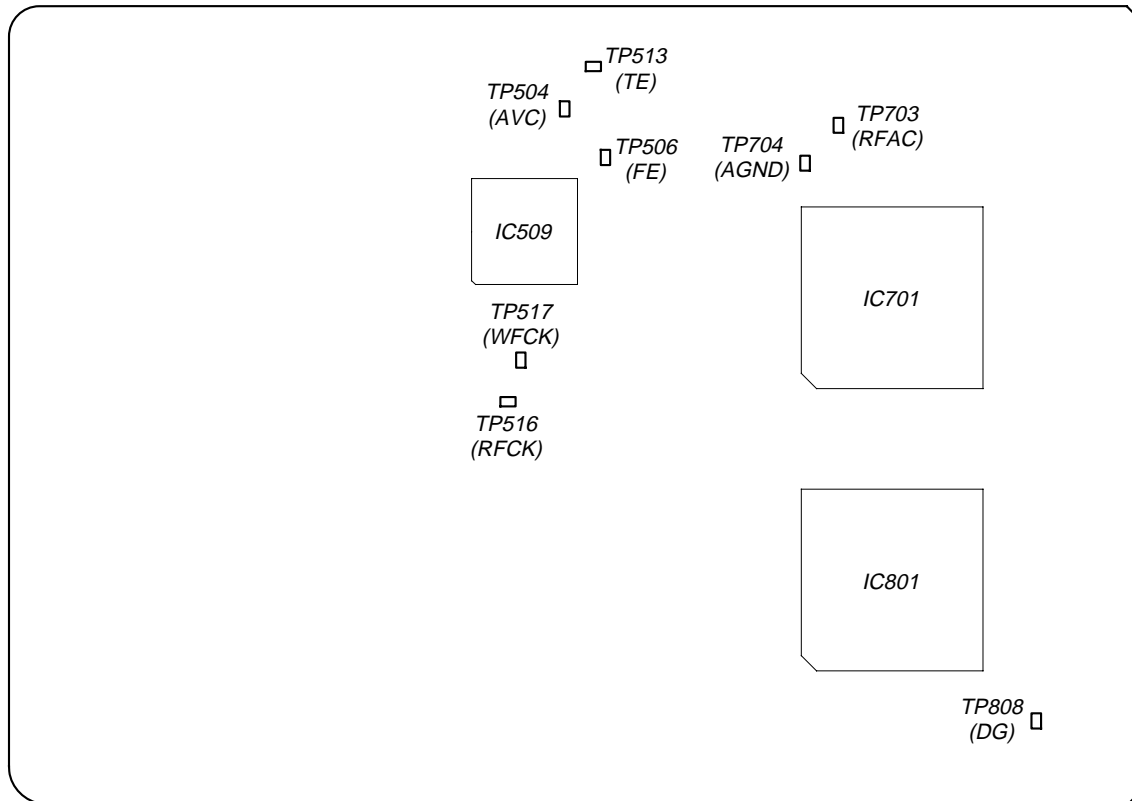 TP513
(TE)
TP504
(AVC)
TP703
(RFAC)
TP506
(FE)
TP704
(AGND)
IC509
IC701
TP517
(WFCK)
TP516
(RFCK)
IC801
TP808
(DG)